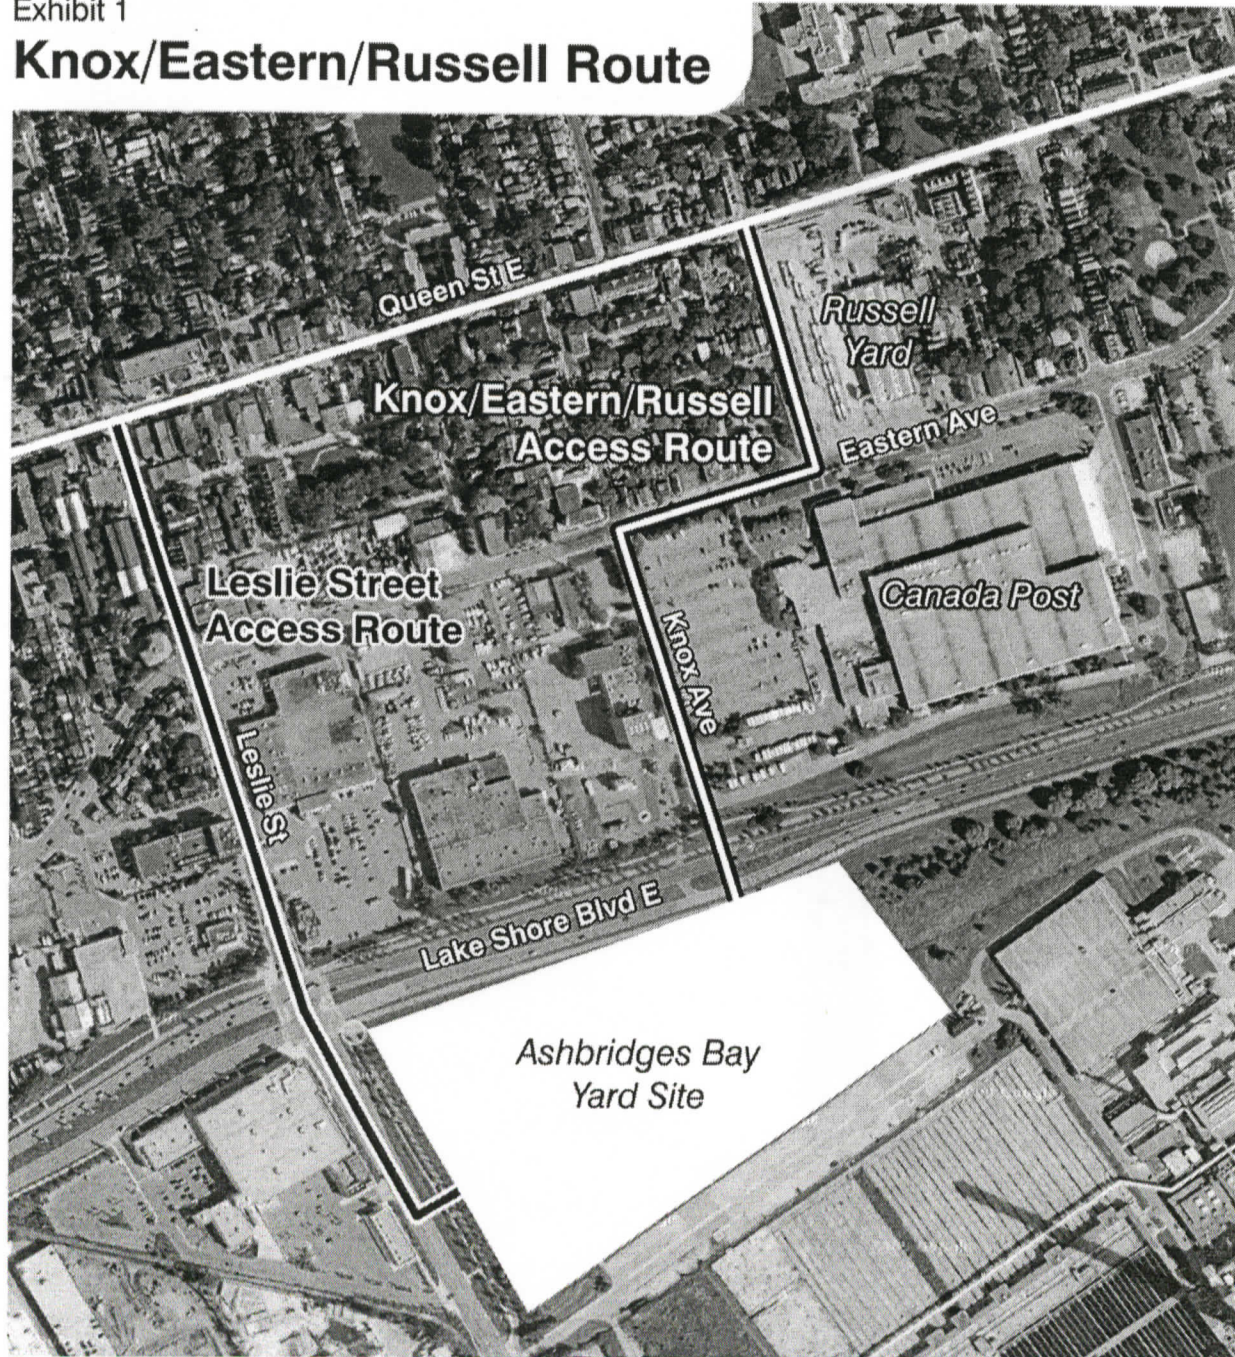 Exhibit 1
Knox/Eastern/Russell Route
Queen St E
Russell
Yard
Knox/Eastern/Russell
Access Route
Eastern Ave
Leslie Street
Access Route
Canada Post
Knox Ave
Leslie St
Lake Shore Blvd E
Ashbridges Bay
Yard Site